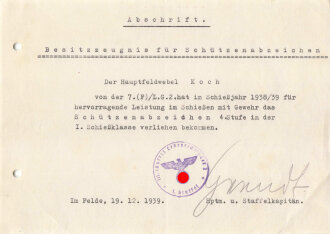 Abschrift.
Besitzzeugnis für Schützenabzeichen
Der Hauptfeldwebel Koch
von der 7.(F)/L.G.2.hat im Schießjahr 1938/39 für
hervorragende Leistung im Schießen mit Gewehr das
Schützenabzeichen 4.Stufe in der
I. Schießklasse verliehen bekommen.
Im Felde, 19. 12. 1939.
Hptm. u. Staffelkapitän.